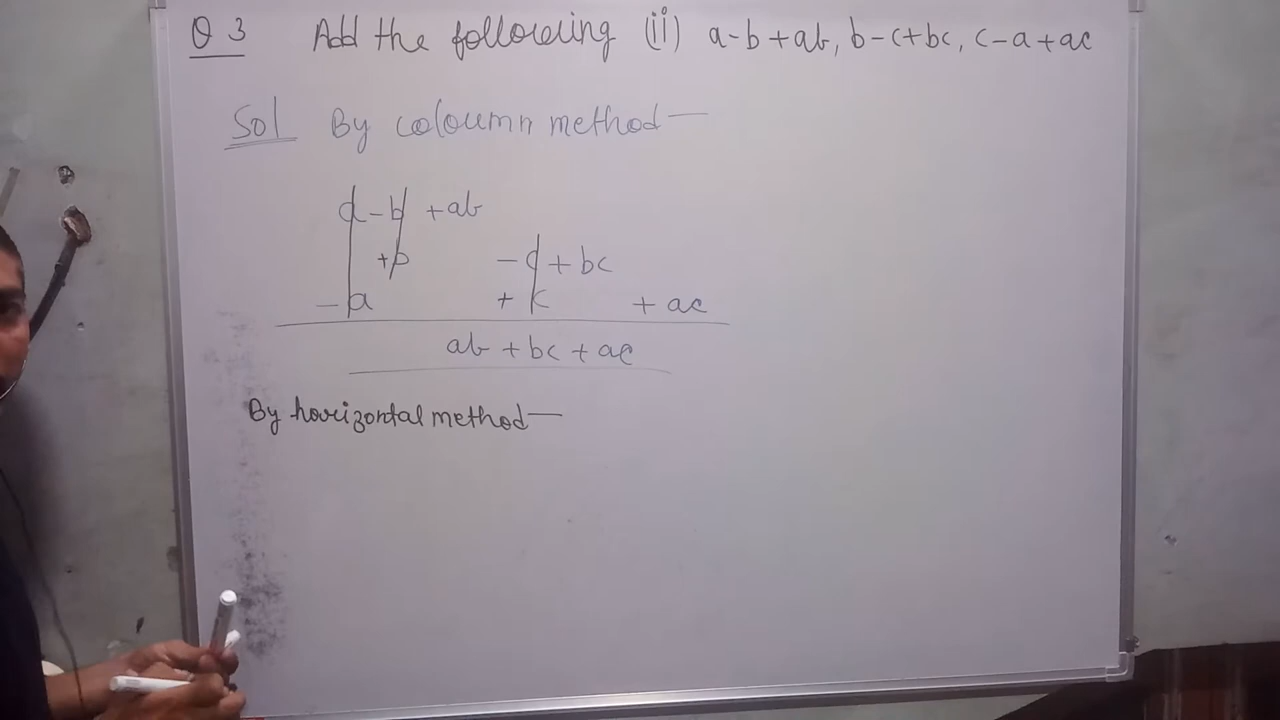 Q 3 Add the following (ii) a-b+ab, b-c+bc, c-a+ac
Sol By coloumn method—
a-b +ab
+b -c+bc
-a +c +ac
ab+bc+ac
By horizontal method—